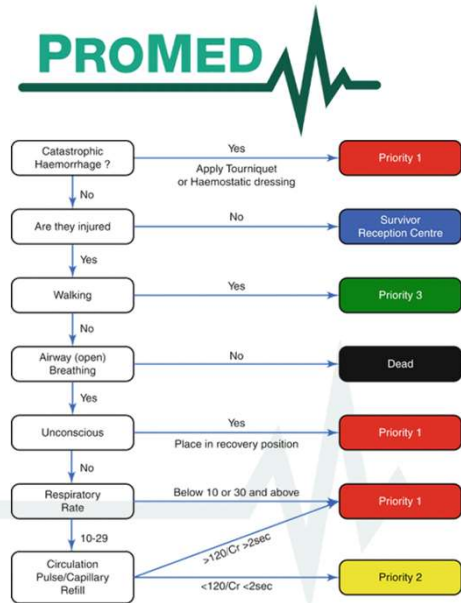 PROMED
Catastrophic
Haemorrhage ?
Yes
Apply Tourniquet
or Haemostatic dressing
Priority 1
No
Are they injured
No
Survivor
Reception Centre
Yes
Walking
Yes
Priority 3
No
Airway (open)
Breathing
No
Dead
Yes
Unconscious
Yes
Place in recovery position
Priority 1
No
Respiratory
Rate
Below 10 or 30 and above
Priority 1
10-29
Circulation
Pulse/Capillary
Refill
>120/Cr >2sec
<120/Cr <2sec
Priority 2